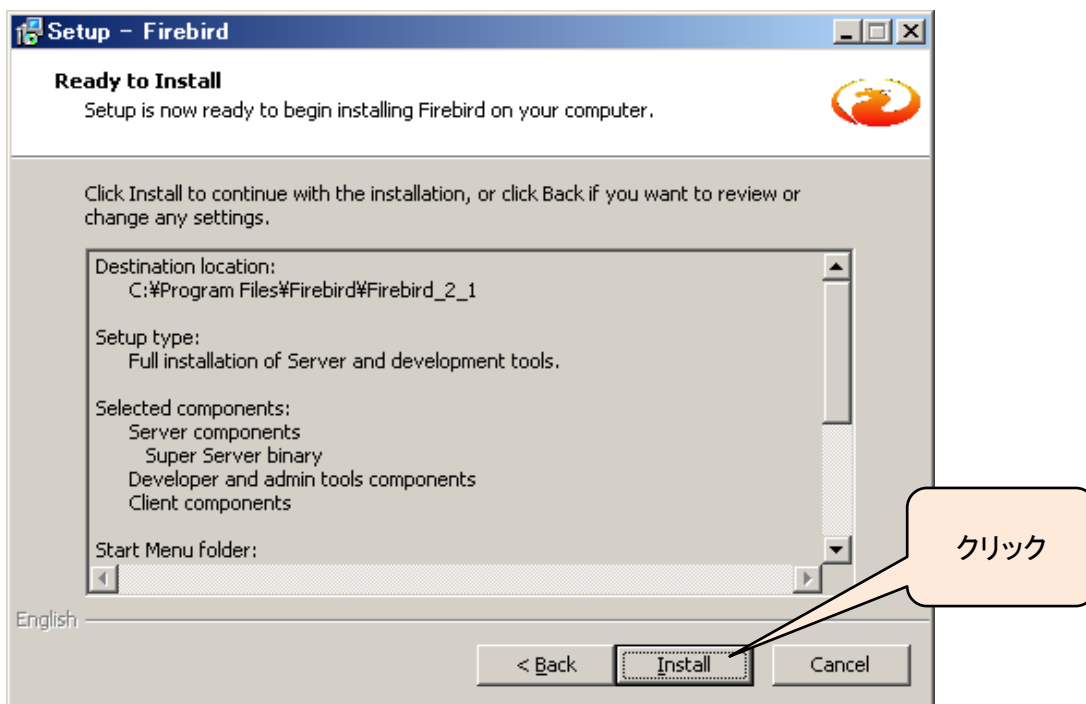 Setup - Firebird
Ready to Install
Setup is now ready to begin installing Firebird on your computer.
Click Install to continue with the installation, or click Back if you want to review or
change any settings.
Destination location:
C:¥Program Files¥Firebird¥Firebird_2_1
Setup type:
Full installation of Server and development tools.
Selected components:
Server components
Super Server binary
Developer and admin tools components
Client components
Start Menu folder:
クリック
English
< Back
Install
Cancel